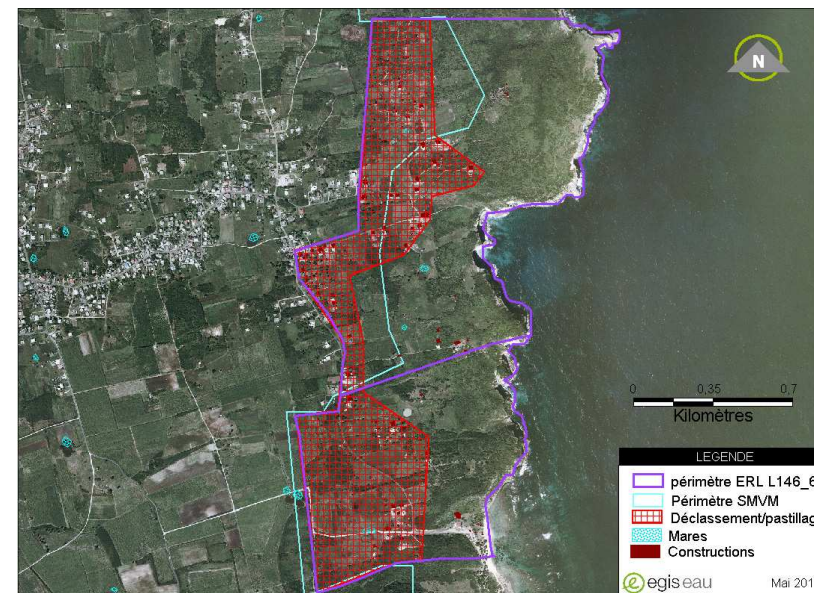 N
0 0,35 0,7
Kilomètres
LEGENDE
périmètre ERL L146_6
Périmètre SMVM
Déclassement/pastillag
Mares
Constructions
egis eau Mai 201